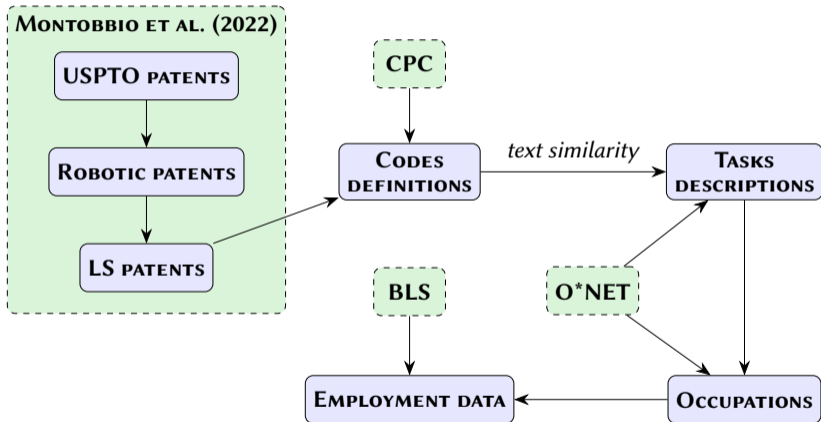 Montobbio et al. (2022)
USPTO patents
Robotic patents
LS patents
CPC
Codes
definitions
text similarity
Tasks
descriptions
BLS
O*NET
Employment data
Occupations